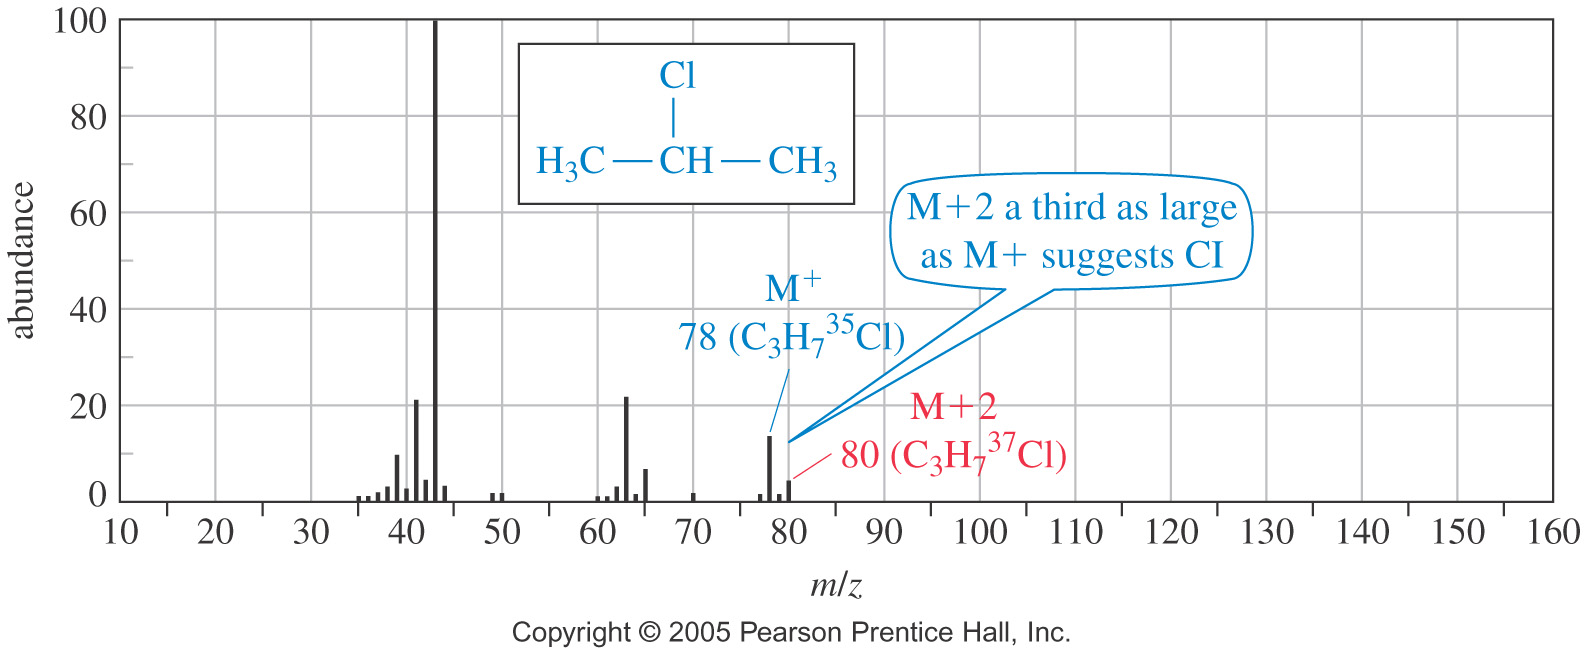 100
80
60
40
20
0
abundance
Cl
H₃C—CH—CH₃
M+2 a third as large
as M+ suggests CI
M⁺
78 (C₃H₇³⁵Cl)
M+2
80 (C₃H₇³⁷Cl)
10 20 30 40 50 60 70 80 90 100 110 120 130 140 150 160
m/z
Copyright © 2005 Pearson Prentice Hall, Inc.